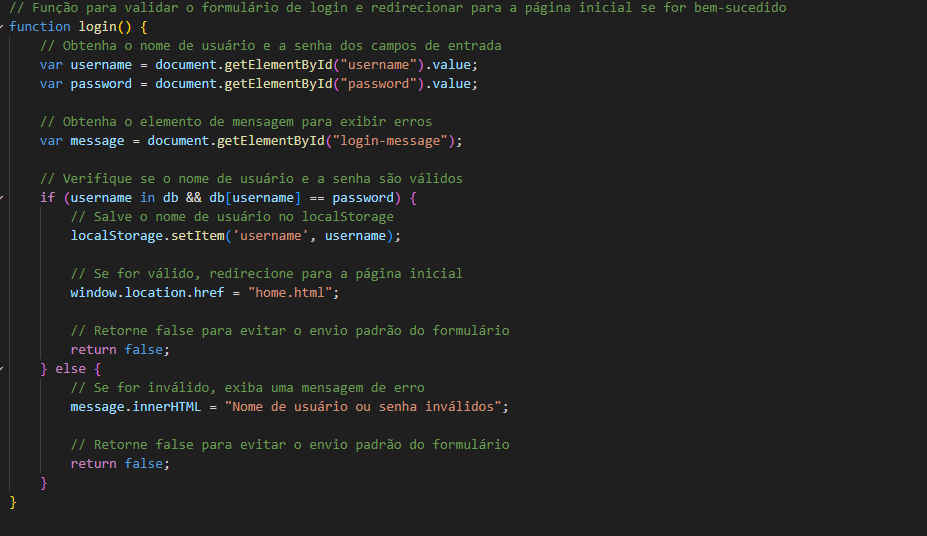 // Função para validar o formulário de login e redirecionar para a página inicial se for bem-sucedido
function login() {
// Obtenha o nome de usuário e a senha dos campos de entrada
var username = document.getElementById("username").value;
var password = document.getElementById("password").value;
// Obtenha o elemento de mensagem para exibir erros
var message = document.getElementById("login-message");
// Verifique se o nome de usuário e a senha são válidos
if (username in db && db[username] == password) {
// Salve o nome de usuário no localStorage
localStorage.setItem('username', username);
// Se for válido, redirecione para a página inicial
window.location.href = "home.html";
// Retorne false para evitar o envio padrão do formulário
return false;
} else {
// Se for inválido, exiba uma mensagem de erro
message.innerHTML = "Nome de usuário ou senha inválidos";
// Retorne false para evitar o envio padrão do formulário
return false;
}
}